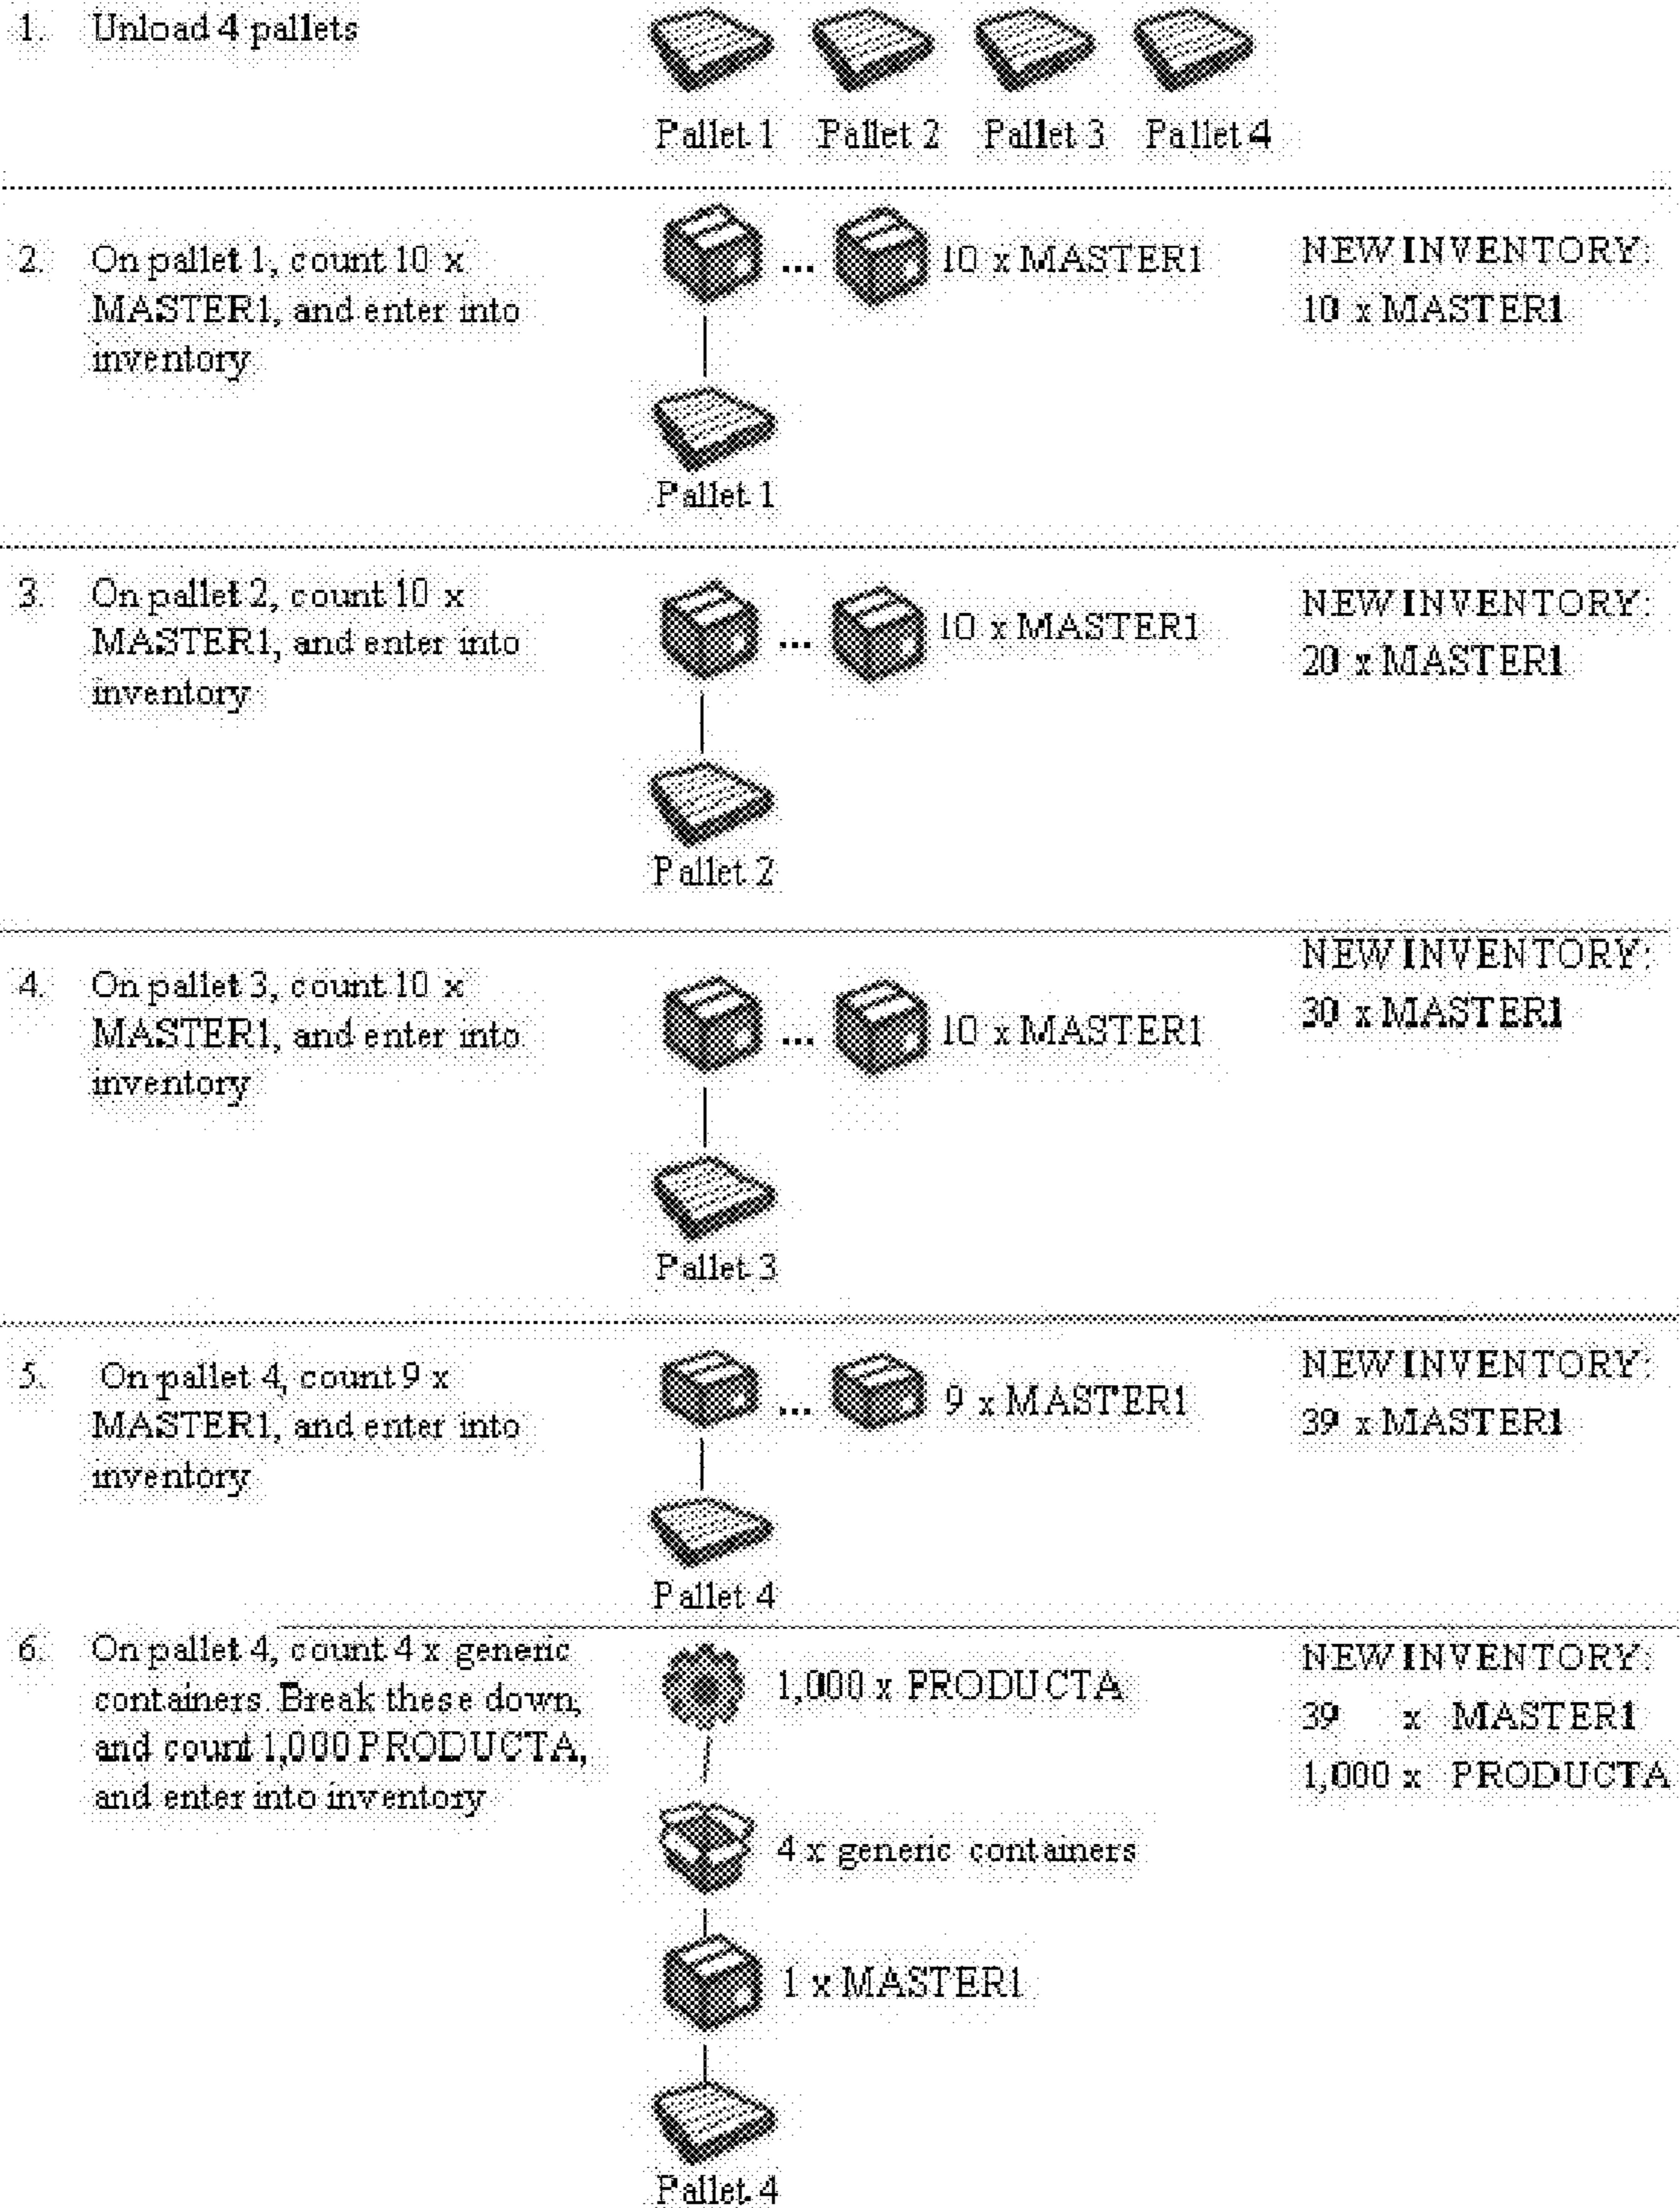 1. Unload 4 pallets
Pallet 1 Pallet 2 Pallet 3 Pallet 4
2. On pallet 1, count 10 x
MASTER1, and enter into
inventory
... 10 x MASTER1
Pallet 1
NEW INVENTORY:
10 x MASTER1
3. On pallet 2, count 10 x
MASTER1, and enter into
inventory
... 10 x MASTER1
Pallet 2
NEW INVENTORY:
20 x MASTER1
4. On pallet 3, count 10 x
MASTER1, and enter into
inventory
... 10 x MASTER1
Pallet 3
NEW INVENTORY:
30 x MASTER1
5. On pallet 4, count 9 x
MASTER1, and enter into
inventory
... 9 x MASTER1
Pallet 4
NEW INVENTORY:
39 x MASTER1
6. On pallet 4, count 4 x generic
containers. Break these down,
and count 1,000 PRODUCTA,
and enter into inventory
1,000 x PRODUCTA
4 x generic containers
1 x MASTER1
Pallet 4
NEW INVENTORY:
39 x MASTER1
1,000 x PRODUCTA